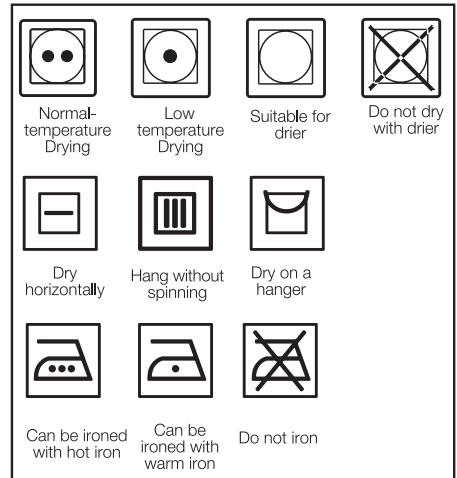 Normal-
temperature
Drying
Low
temperature
Drying
Suitable for
drier
Do not dry
with drier
Dry
horizontally
Hang without
spinning
Dry on a
hanger
Can be ironed
with hot iron
Can be
ironed with
warm iron
Do not iron